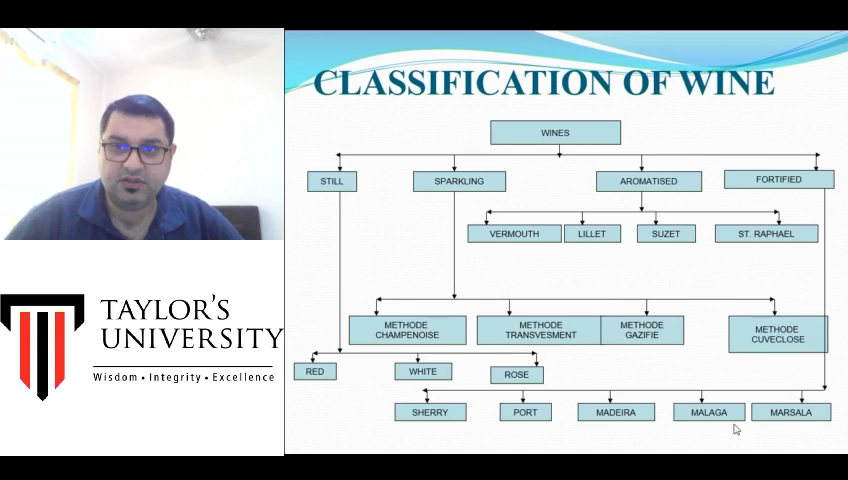 CLASSIFICATION OF WINE
WINES
STILL
SPARKLING
AROMATISED
FORTIFIED
VERMOUTH
LILLET
SUZET
ST. RAPHAEL
METHODE
CHAMPENOISE
METHODE
TRANSVESMENT
METHODE
GAZIFIE
METHODE
CUVECLOSE
RED
WHITE
ROSE
SHERRY
PORT
MADEIRA
MALAGA
MARSALA
TAYLOR'S
UNIVERSITY
Wisdom • Integrity • Excellence